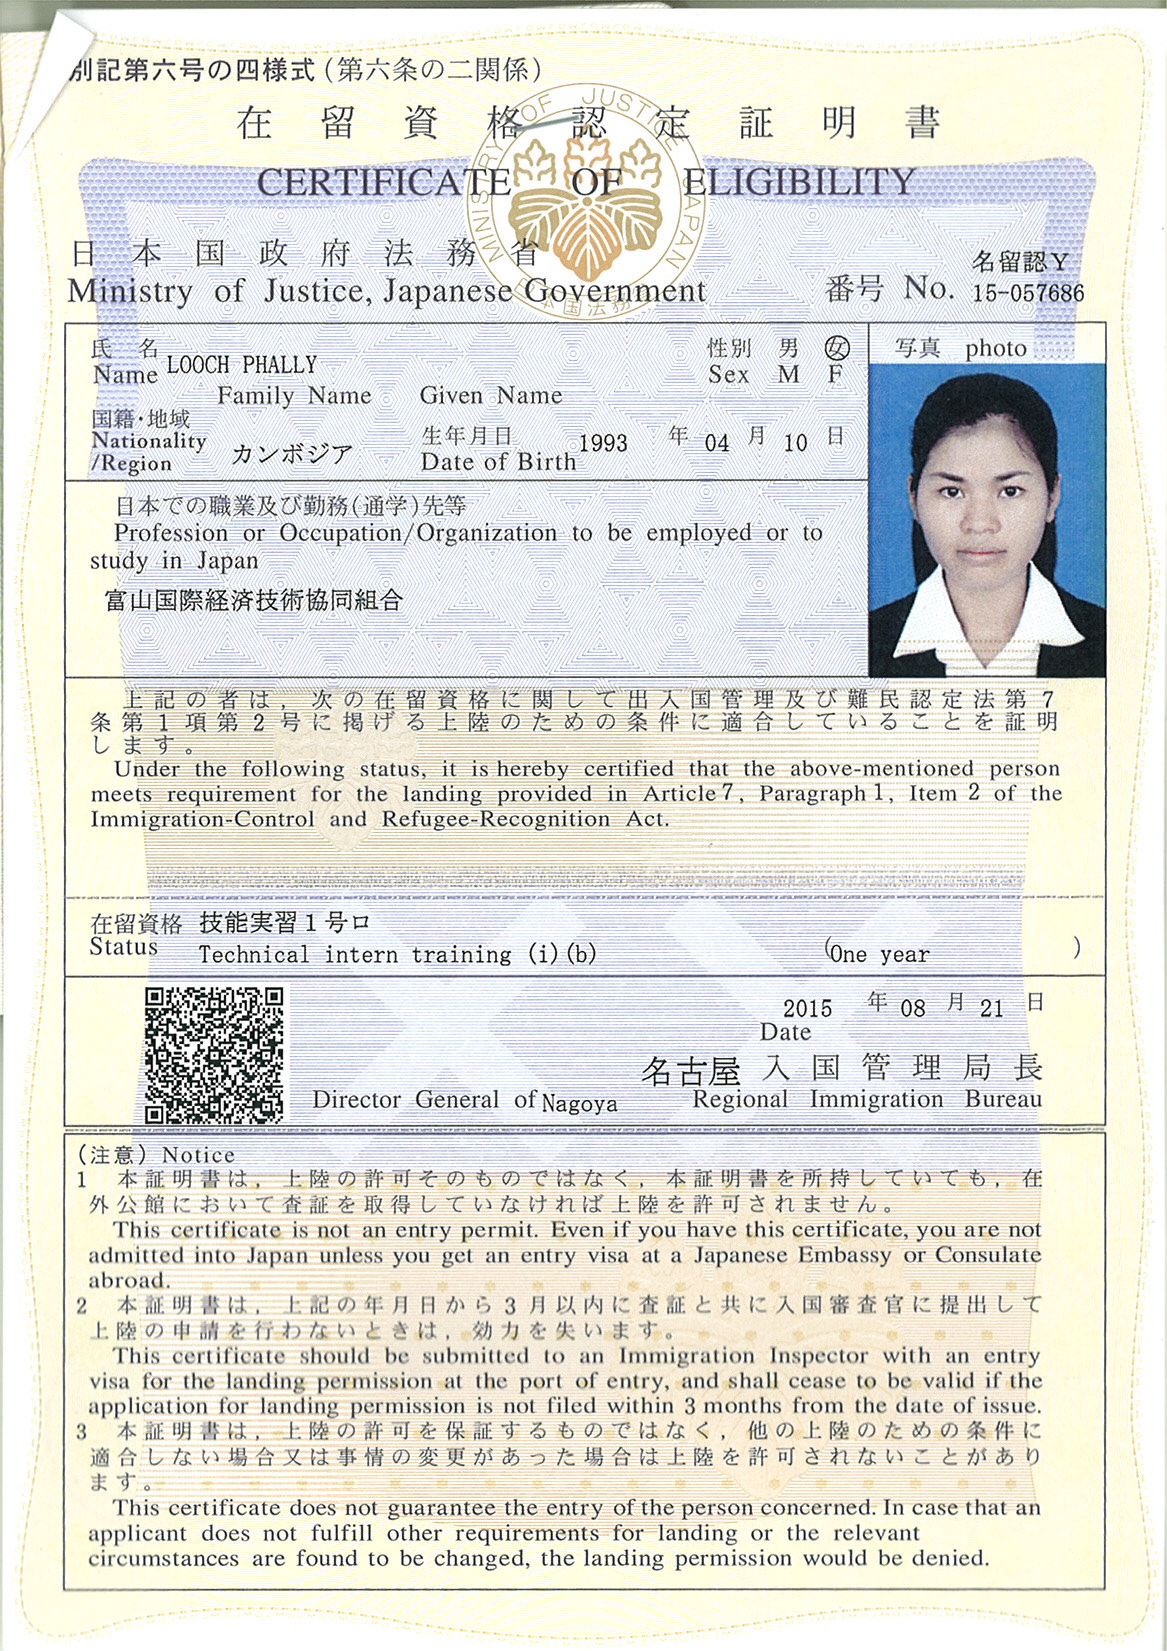 別記第六号の四様式(第六条の二関係)
在留資格認定証明書
CERTIFICATE OF ELIGIBILITY
MINISTRY OF JUSTICE JAPAN
日本国政府法務省
Ministry of Justice, Japanese Government
番号 No. 名留認Y
15-057686
氏名 LOOCH PHALLY
Name
Family Name Given Name
性別 男 女
Sex M F
写真 photo
国籍・地域
Nationality
/Region カンボジア
生年月日 1993 年 04 月 10 日
Date of Birth
日本での職業及び勤務(通学)先等
Profession or Occupation/Organization to be employed or to
study in Japan
富山国際経済技術協同組合
上記の者は,次の在留資格に関して出入国管理及び難民認定法第7
条第1項第2号に掲げる上陸のための条件に適合していることを証明
します。
Under the following status, it is hereby certified that the above-mentioned person
meets requirement for the landing provided in Article 7, Paragraph 1, Item 2 of the
Immigration-Control and Refugee-Recognition Act.
在留資格 技能実習1号ロ
Status Technical intern training (i)(b) (One year )
2015 年 08 月 21 日
Date
名古屋 入国管理局長
Director General of Nagoya Regional Immigration Bureau
(注意) Notice
1 本証明書は,上陸の許可そのものではなく,本証明書を所持していても,在
外公館において査証を取得していなければ上陸を許可されません。
This certificate is not an entry permit. Even if you have this certificate, you are not
admitted into Japan unless you get an entry visa at a Japanese Embassy or Consulate
abroad.
2 本証明書は,上記の年月日から3月以内に査証と共に入国審査官に提出して
上陸の申請を行わないときは,効力を失います。
This certificate should be submitted to an Immigration Inspector with an entry
visa for the landing permission at the port of entry, and shall cease to be valid if the
application for landing permission is not filed within 3 months from the date of issue.
3 本証明書は,上陸の許可を保証するものではなく,他の上陸のための条件に
適合しない場合又は事情の変更があった場合は上陸を許可されないことがあり
ます。
This certificate does not guarantee the entry of the person concerned. In case that an
applicant does not fulfill other requirements for landing or the relevant
circumstances are found to be changed, the landing permission would be denied.